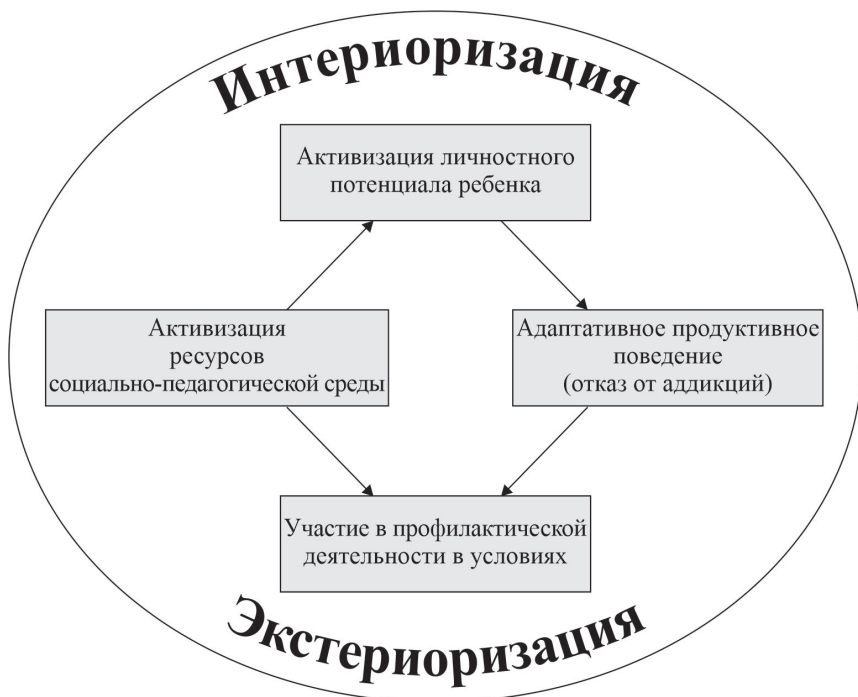 Интериоризация
Активизация личностного
потенциала ребенка
Активизация
ресурсов
социально-педагогической среды
Адаптативное продуктивное
поведение
(отказ от аддикций)
Участие в профилактической
деятельности в условиях
Экстериоризация